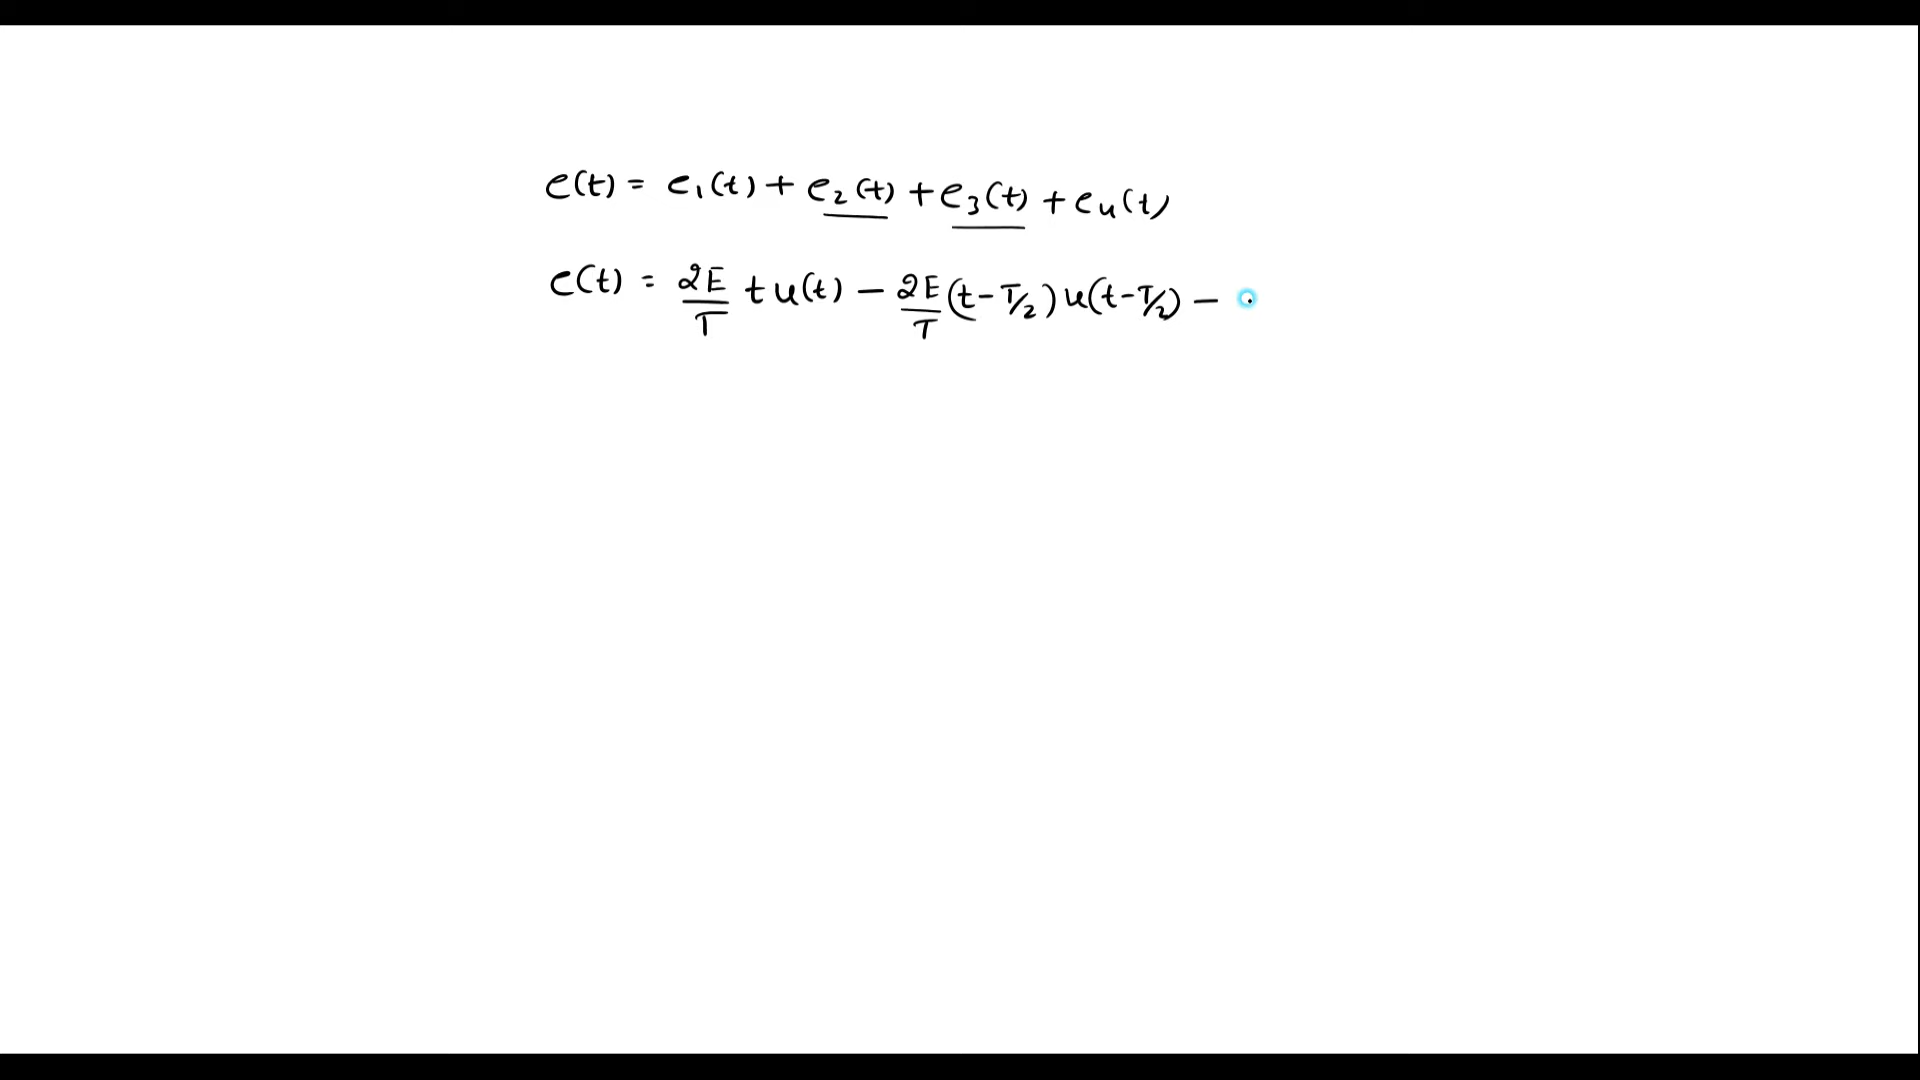 e(t) = e₁(t) + e₂(t) + e₃(t) + e₄(t)
e(t) = 2E/T t u(t) − 2E/T (t − T/2) u(t − T/2) −